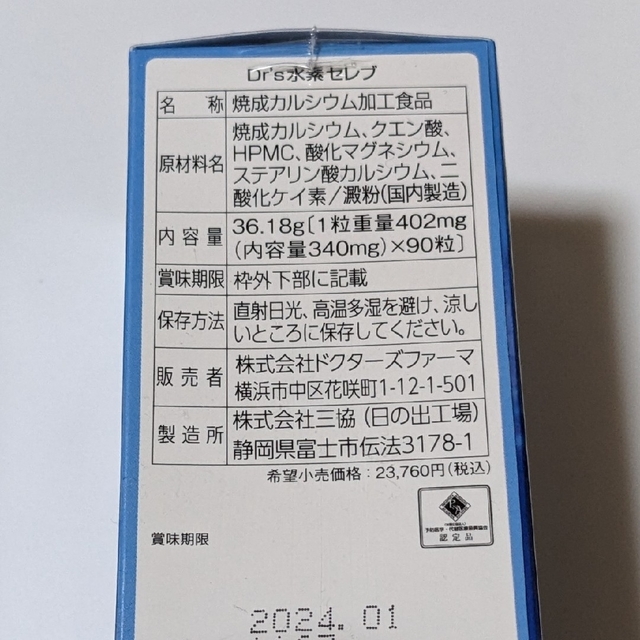 Dr's水素セレブ
名 称 焼成カルシウム加工食品
原材料名 焼成カルシウム、クエン酸、
HPMC、酸化マグネシウム、
ステアリン酸カルシウム、二
酸化ケイ素/澱粉(国内製造)
内容量 36.18g〔1粒重量402mg
(内容量340mg)×90粒〕
賞味期限 枠外下部に記載
保存方法 直射日光、高温多湿を避け、涼し
いところに保存してください。
販売者 株式会社ドクターズファーマ
横浜市中区花咲町1-12-1-501
製造所 株式会社三協 (日の出工場)
静岡県富士市伝法3178-1
希望小売価格:23,760円(税込)
認定品
賞味期限
2024.01